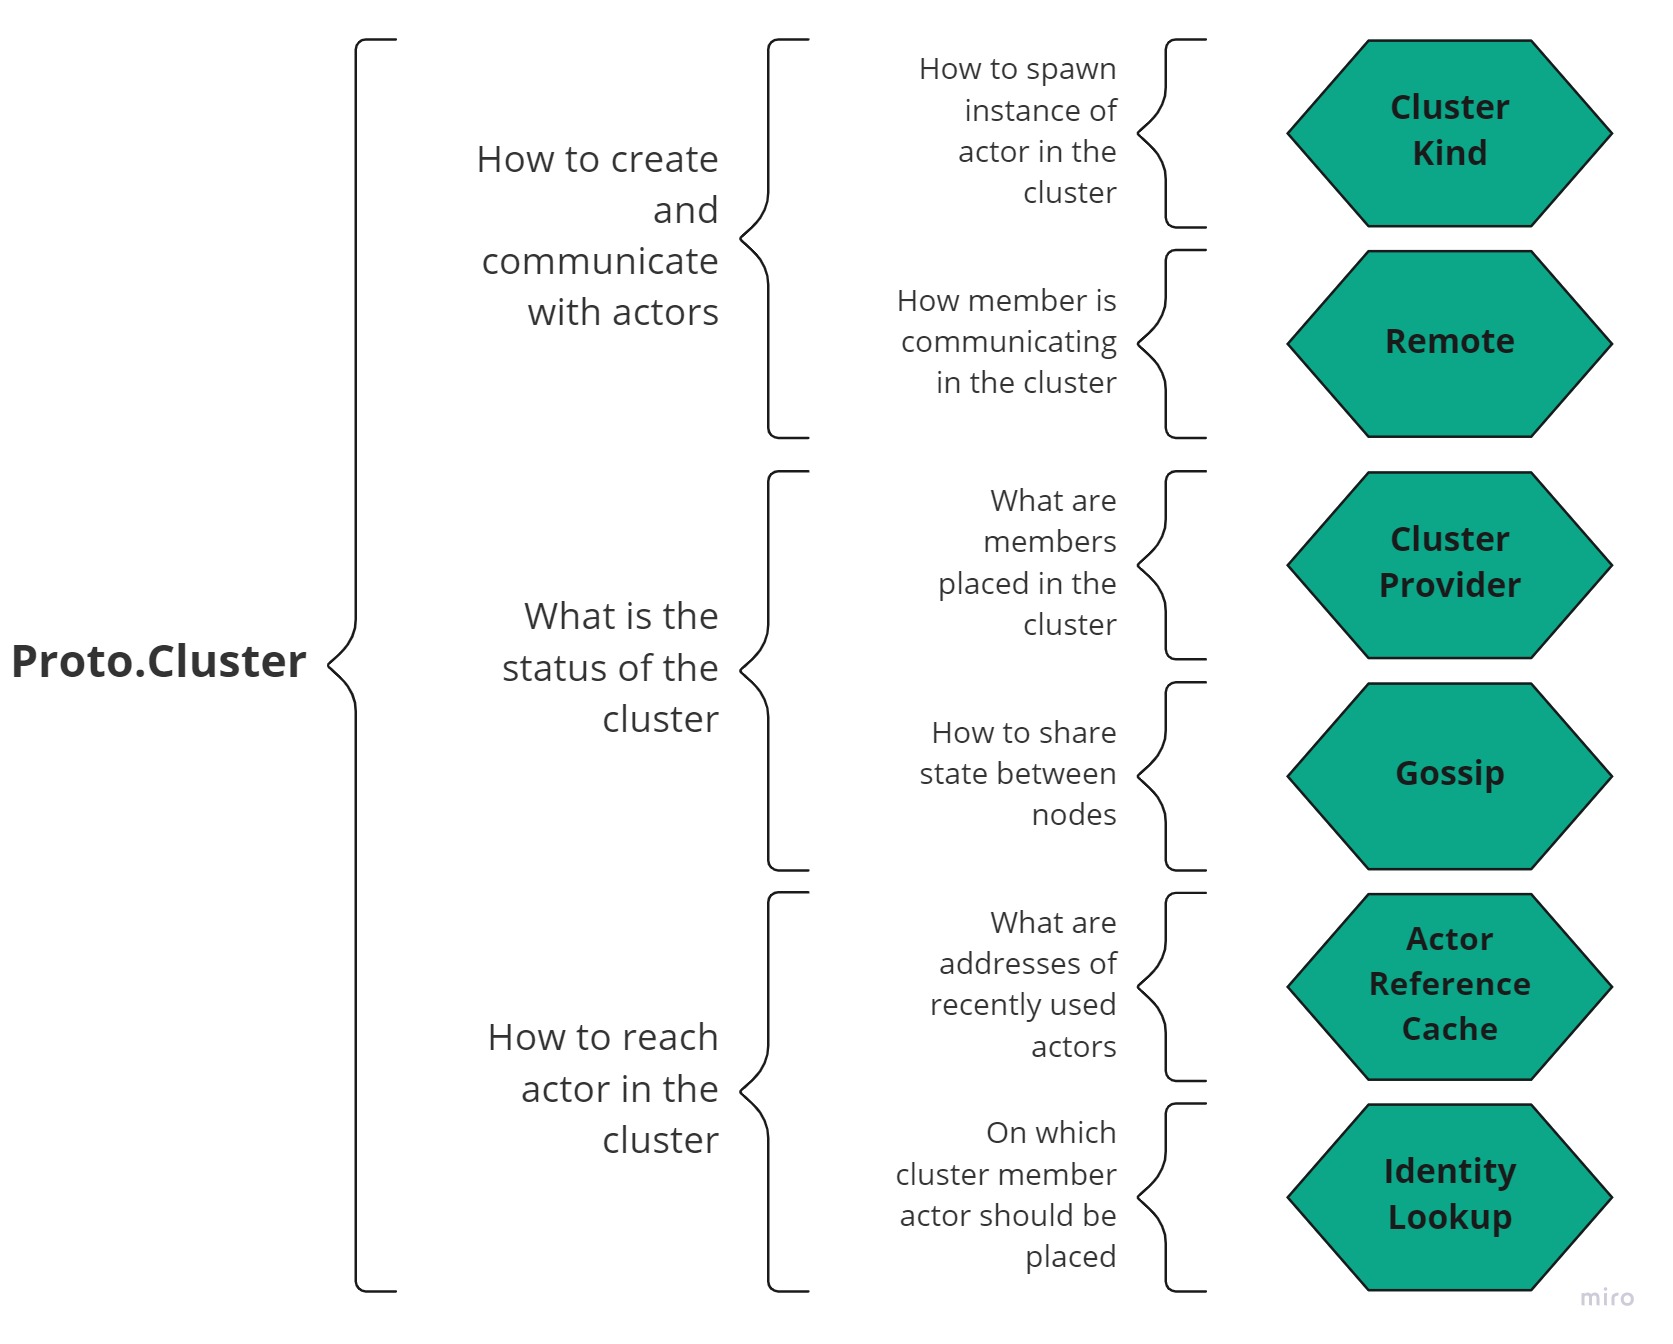 Proto.Cluster
How to create
and
communicate
with actors
How to spawn
instance of
actor in the
cluster
Cluster
Kind
How member is
communicating
in the cluster
Remote
What is the
status of the
cluster
What are
members
placed in the
cluster
Cluster
Provider
How to share
state between
nodes
Gossip
How to reach
actor in the
cluster
What are
addresses of
recently used
actors
Actor
Reference
Cache
On which
cluster member
actor should be
placed
Identity
Lookup
miro